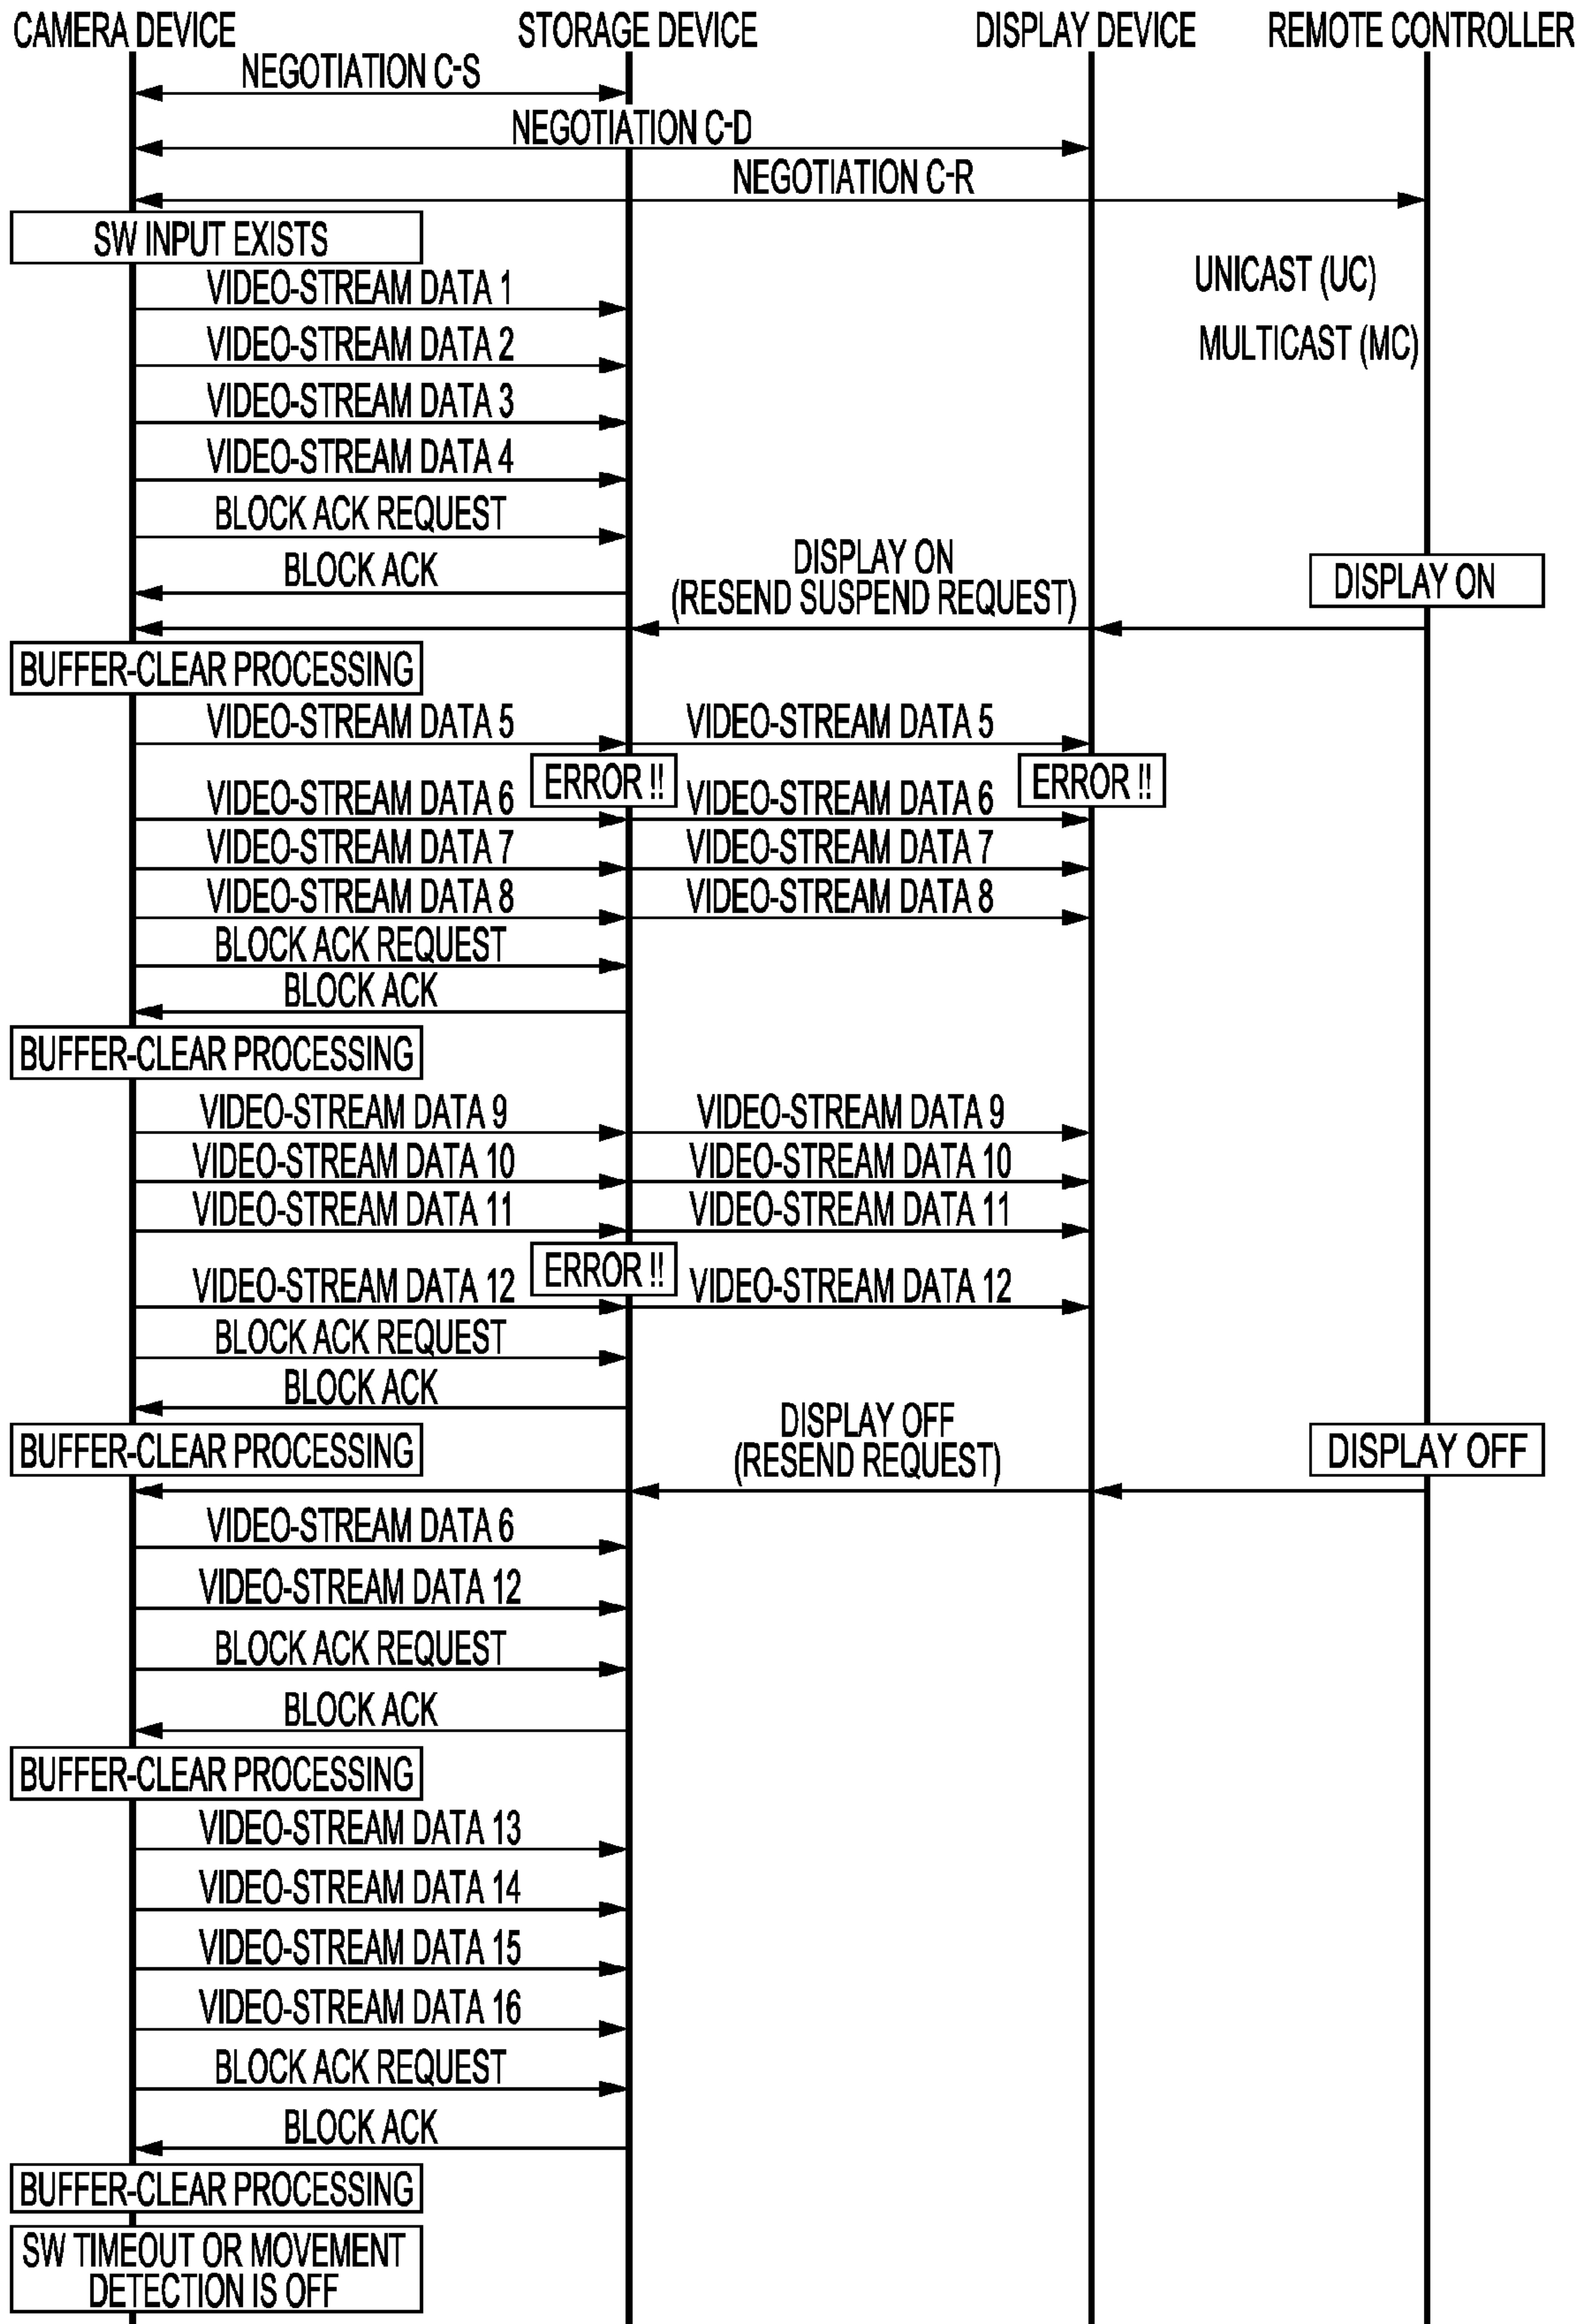 CAMERA DEVICE STORAGE DEVICE DISPLAY DEVICE REMOTE CONTROLLER
NEGOTIATION C-S
NEGOTIATION C-D
NEGOTIATION C-R
SW INPUT EXISTS
UNICAST (UC)
VIDEO-STREAM DATA 1
VIDEO-STREAM DATA 2
MULTICAST (MC)
VIDEO-STREAM DATA 3
VIDEO-STREAM DATA 4
BLOCK ACK REQUEST
BLOCK ACK
DISPLAY ON
(RESEND SUSPEND REQUEST)
DISPLAY ON
BUFFER-CLEAR PROCESSING
VIDEO-STREAM DATA 5 VIDEO-STREAM DATA 5
ERROR !! ERROR !!
VIDEO-STREAM DATA 6 VIDEO-STREAM DATA 6
VIDEO-STREAM DATA 7 VIDEO-STREAM DATA 7
VIDEO-STREAM DATA 8 VIDEO-STREAM DATA 8
BLOCK ACK REQUEST
BLOCK ACK
BUFFER-CLEAR PROCESSING
VIDEO-STREAM DATA 9 VIDEO-STREAM DATA 9
VIDEO-STREAM DATA 10 VIDEO-STREAM DATA 10
VIDEO-STREAM DATA 11 VIDEO-STREAM DATA 11
ERROR !!
VIDEO-STREAM DATA 12 VIDEO-STREAM DATA 12
BLOCK ACK REQUEST
BLOCK ACK
BUFFER-CLEAR PROCESSING
DISPLAY OFF
(RESEND REQUEST)
DISPLAY OFF
VIDEO-STREAM DATA 6
VIDEO-STREAM DATA 12
BLOCK ACK REQUEST
BLOCK ACK
BUFFER-CLEAR PROCESSING
VIDEO-STREAM DATA 13
VIDEO-STREAM DATA 14
VIDEO-STREAM DATA 15
VIDEO-STREAM DATA 16
BLOCK ACK REQUEST
BLOCK ACK
BUFFER-CLEAR PROCESSING
SW TIMEOUT OR MOVEMENT
DETECTION IS OFF